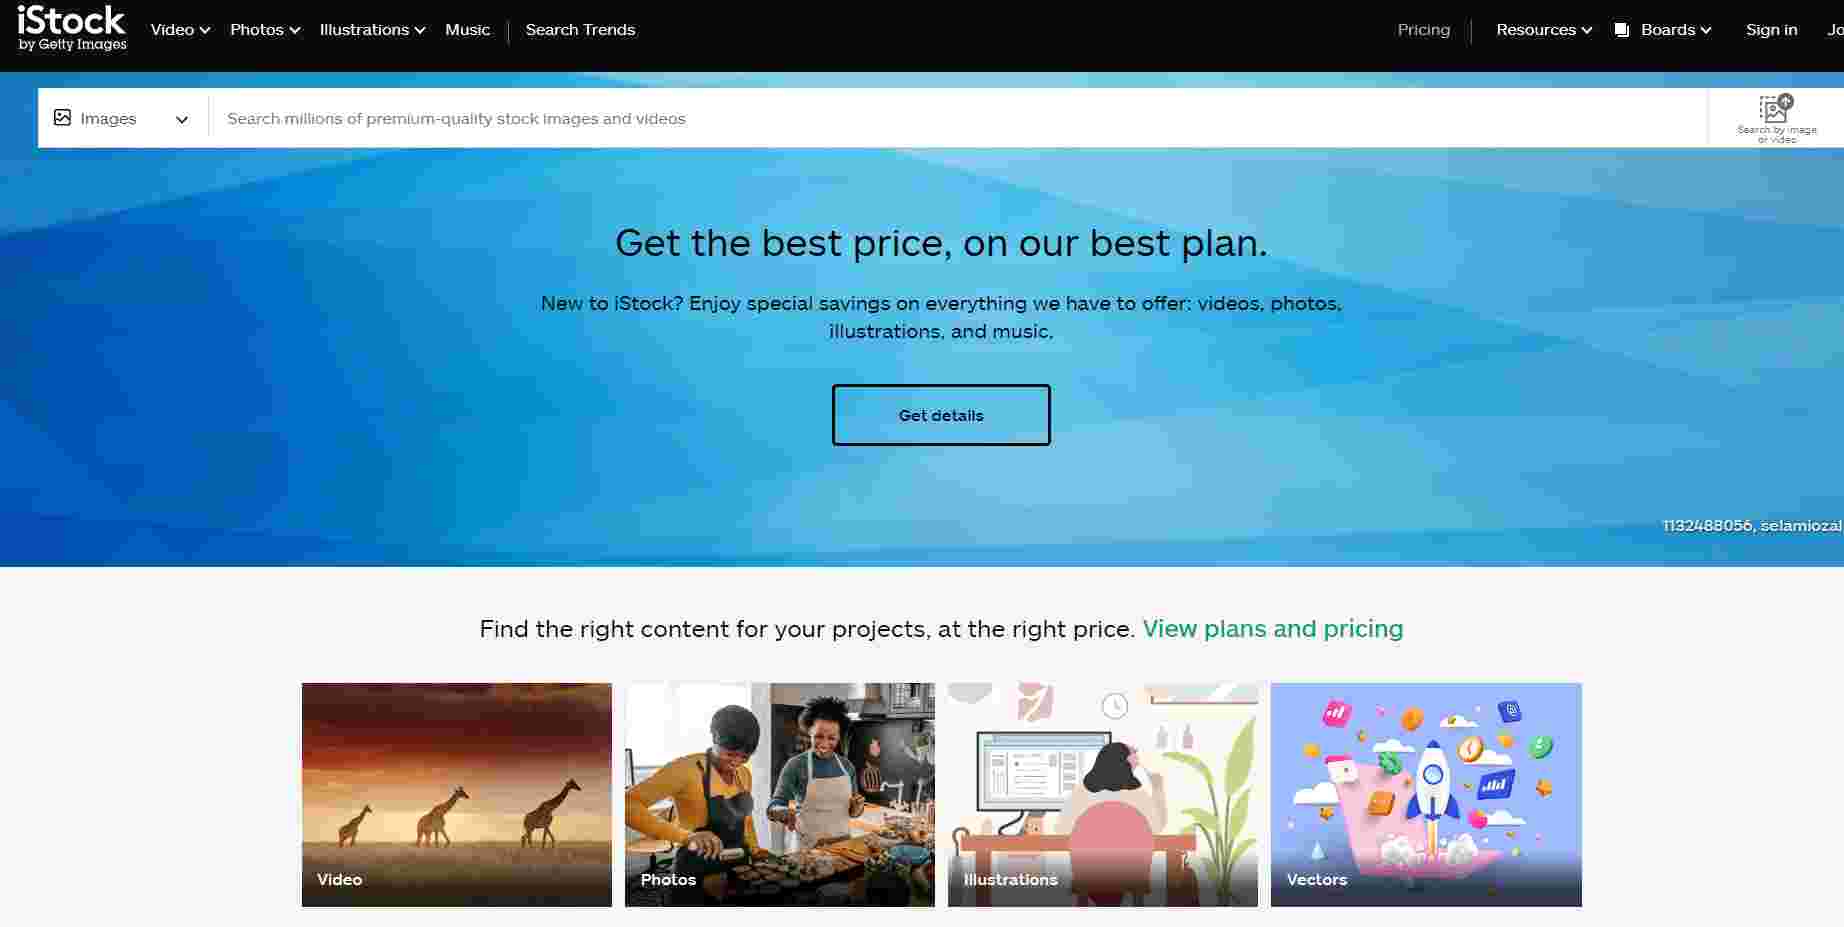 iStock
by Getty Images
Video
Photos
Illustrations
Music
Search Trends
Pricing
Resources
Boards
Sign in
Jo
Images
Search millions of premium-quality stock images and videos
Search by image
or video
Get the best price, on our best plan.
New to iStock? Enjoy special savings on everything we have to offer: videos, photos,
illustrations, and music.
Get details
1132488056, selamiozal
Find the right content for your projects, at the right price. View plans and pricing
Video
Photos
Illustrations
Vectors